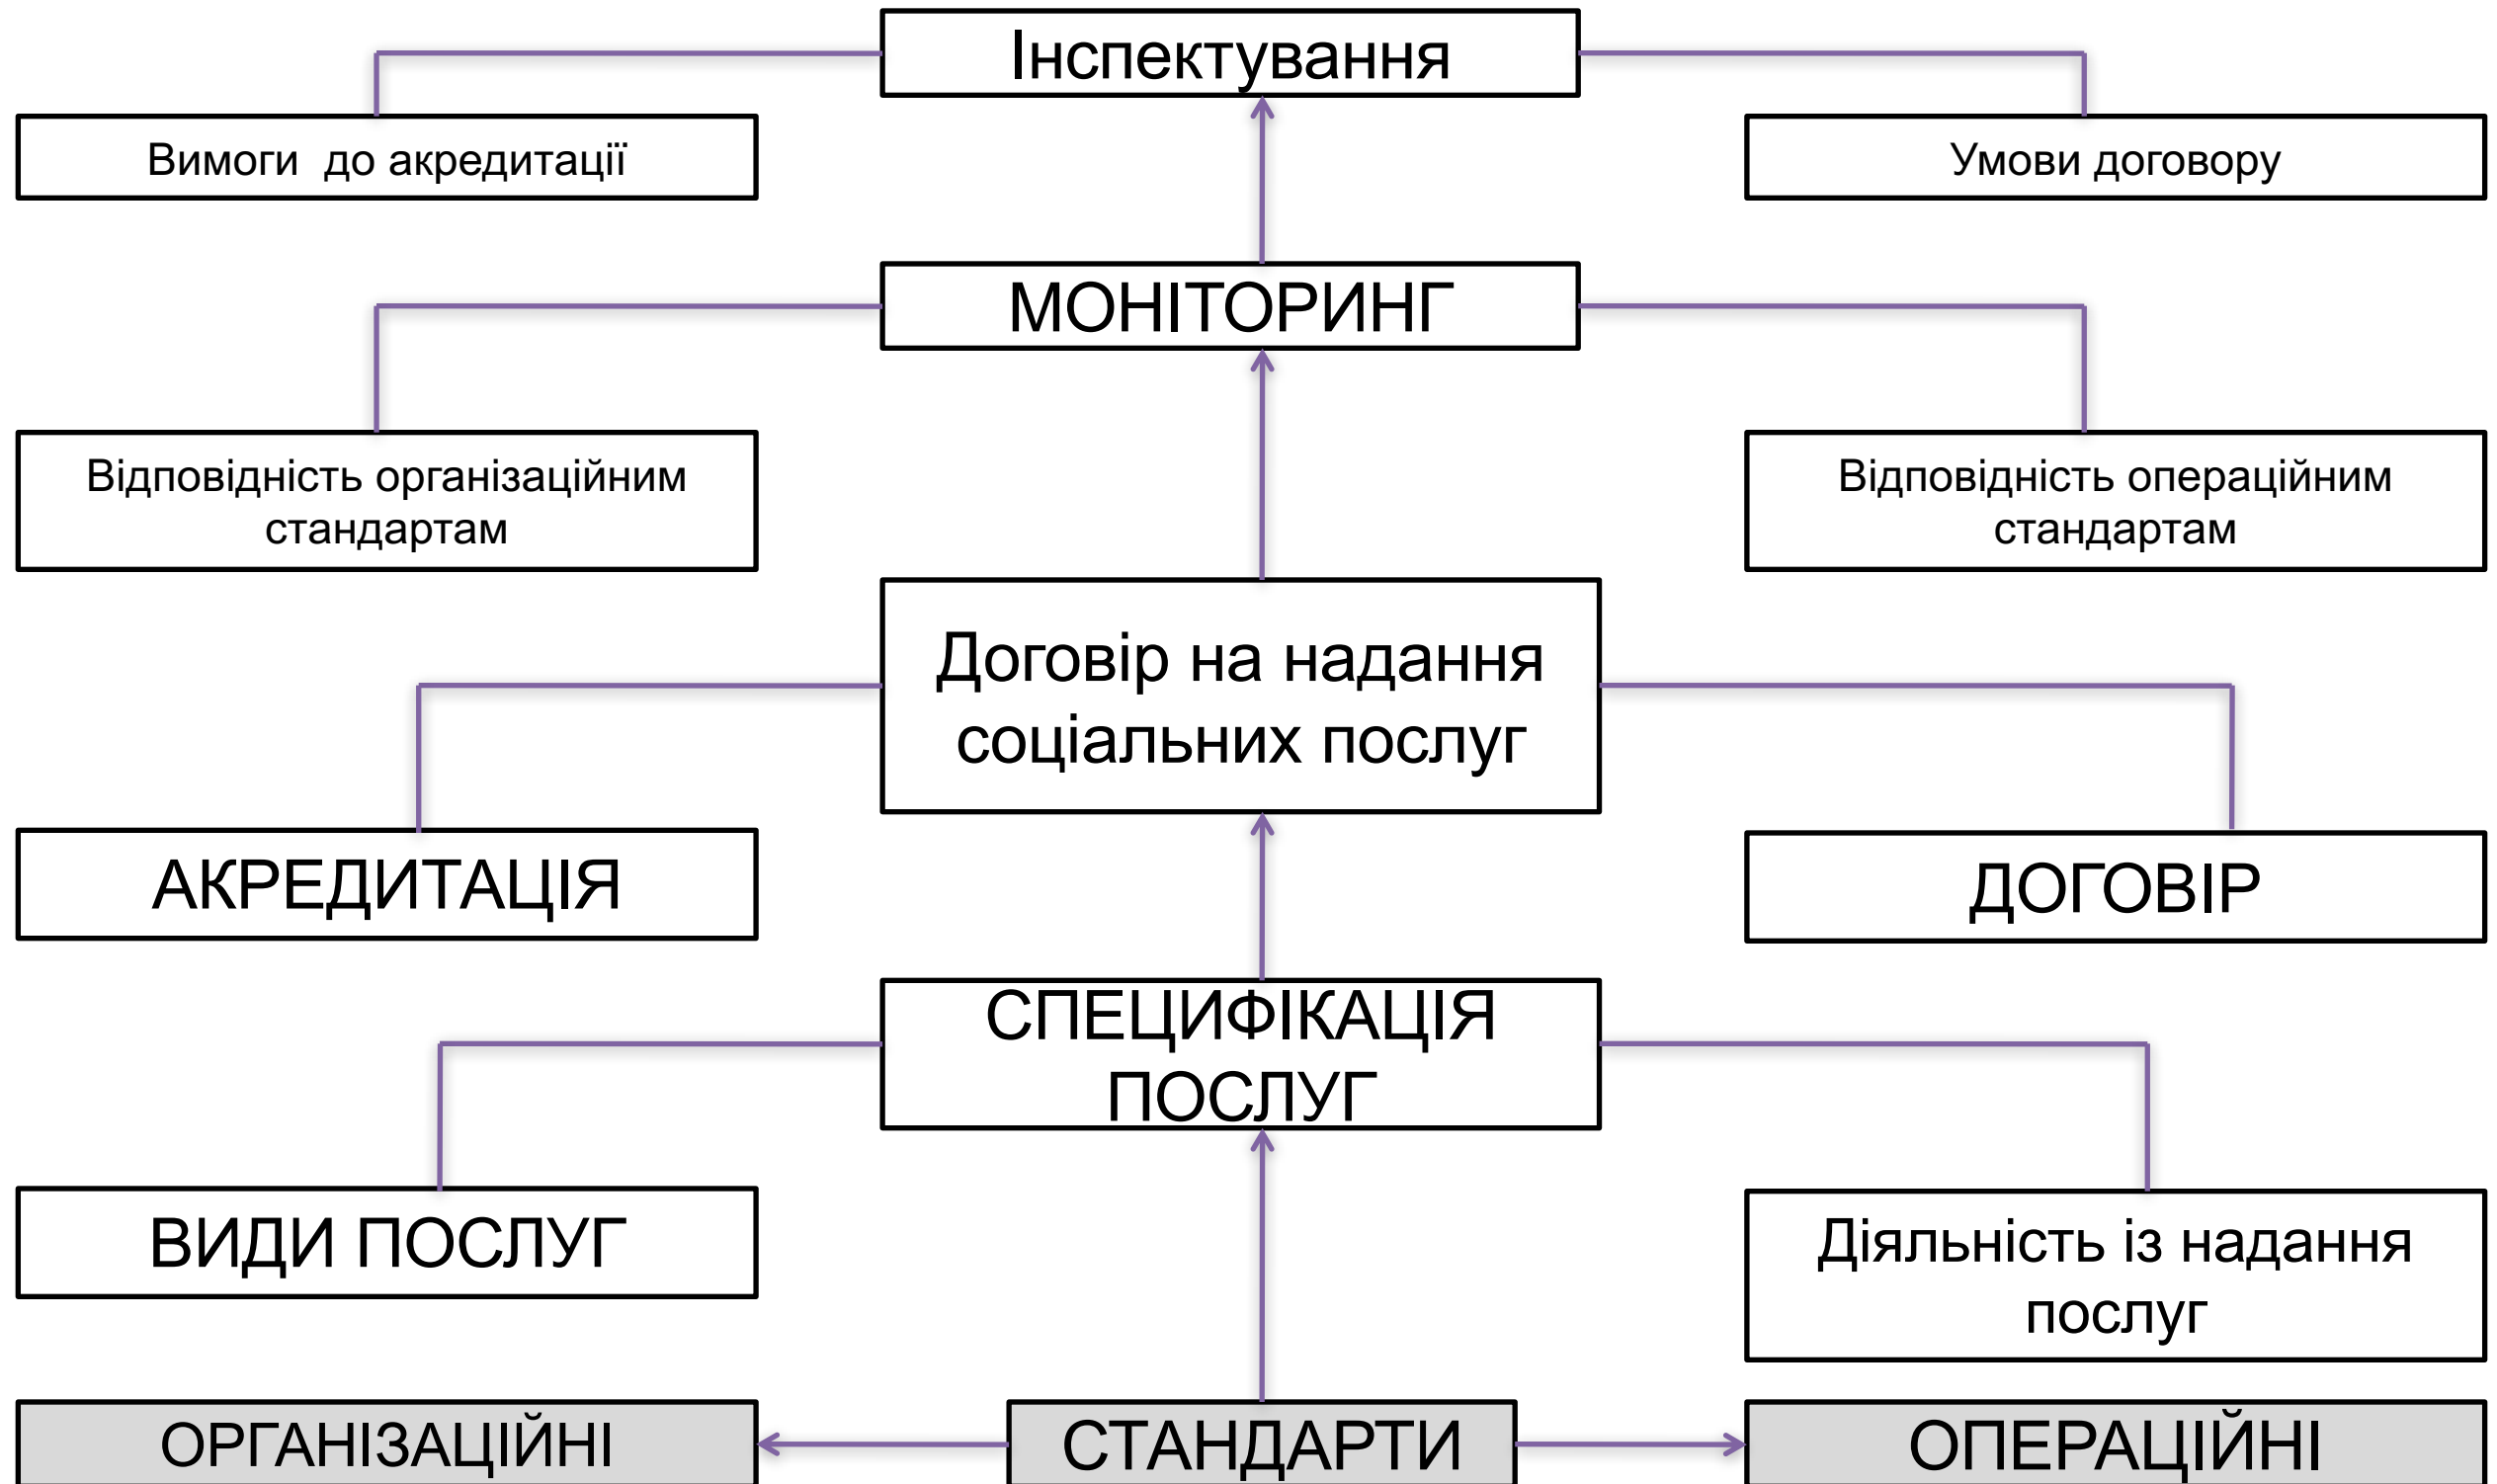 Інспектування
Вимоги  до акредитації
Умови договору
МОНІТОРИНГ
Відповідність організаційним
стандартам
Відповідність операційним
стандартам
Договір на надання
соціальних послуг
АКРЕДИТАЦІЯ
ДОГОВІР
СПЕЦИФІКАЦІЯ
ПОСЛУГ
ВИДИ ПОСЛУГ
Діяльність із надання
послуг
ОРГАНІЗАЦІЙНІ
СТАНДАРТИ
ОПЕРАЦІЙНІ